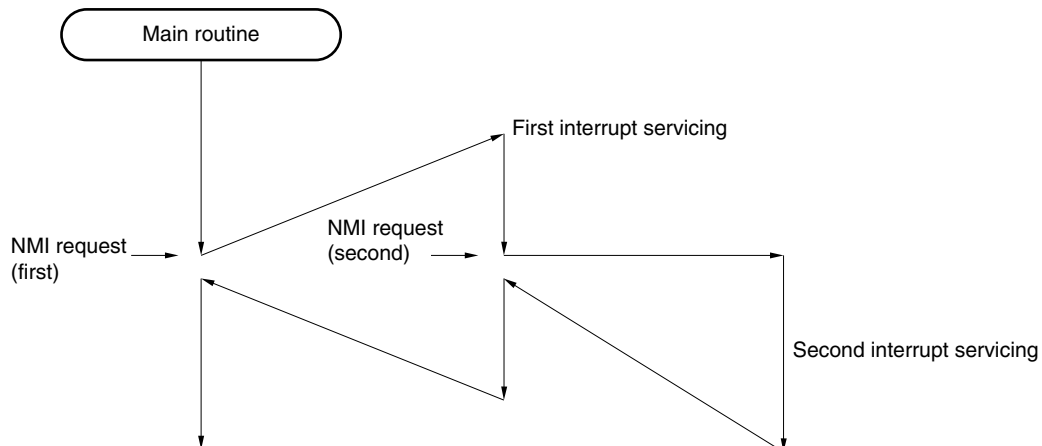 Main routine
First interrupt servicing
NMI request
(first)
NMI request
(second)
Second interrupt servicing